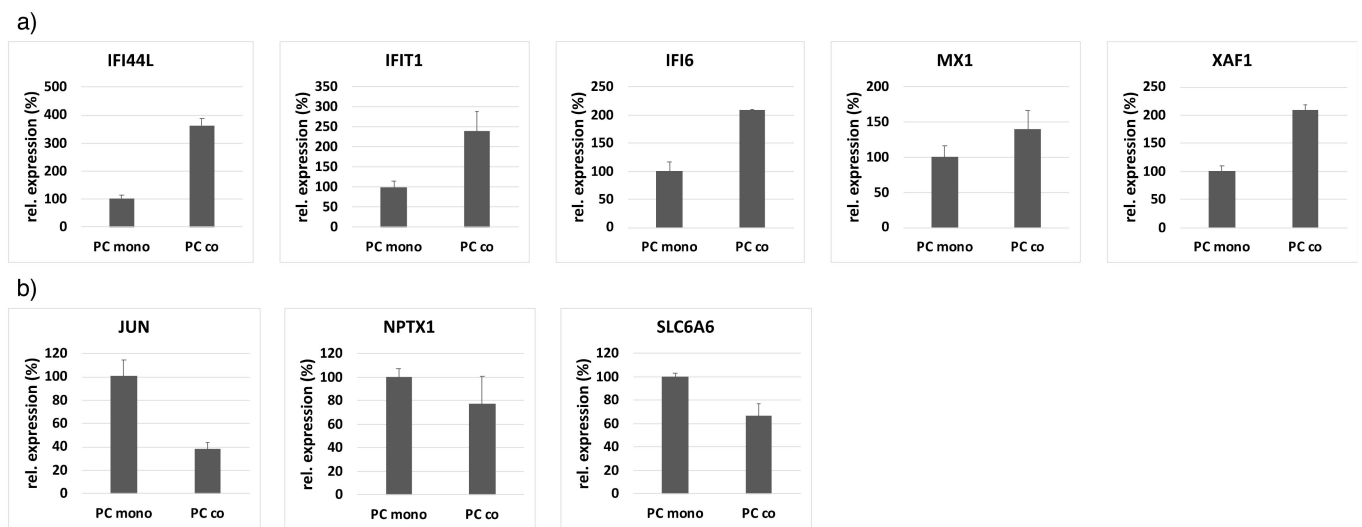 a)
IFI44L
rel. expression (%)
500
400
300
200
100
0
PC mono PC co
IFIT1
rel. expression (%)
350
300
250
200
150
100
50
0
PC mono PC co
IFI6
rel. expression (%)
250
200
150
100
50
0
PC mono PC co
MX1
rel. expression (%)
200
150
100
50
0
PC mono PC co
XAF1
rel. expression (%)
250
200
150
100
50
0
PC mono PC co
b)
JUN
rel. expression (%)
120
100
80
60
40
20
0
PC mono PC co
NPTX1
rel. expression (%)
120
100
80
60
40
20
0
PC mono PC co
SLC6A6
rel. expression (%)
120
100
80
60
40
20
0
PC mono PC co